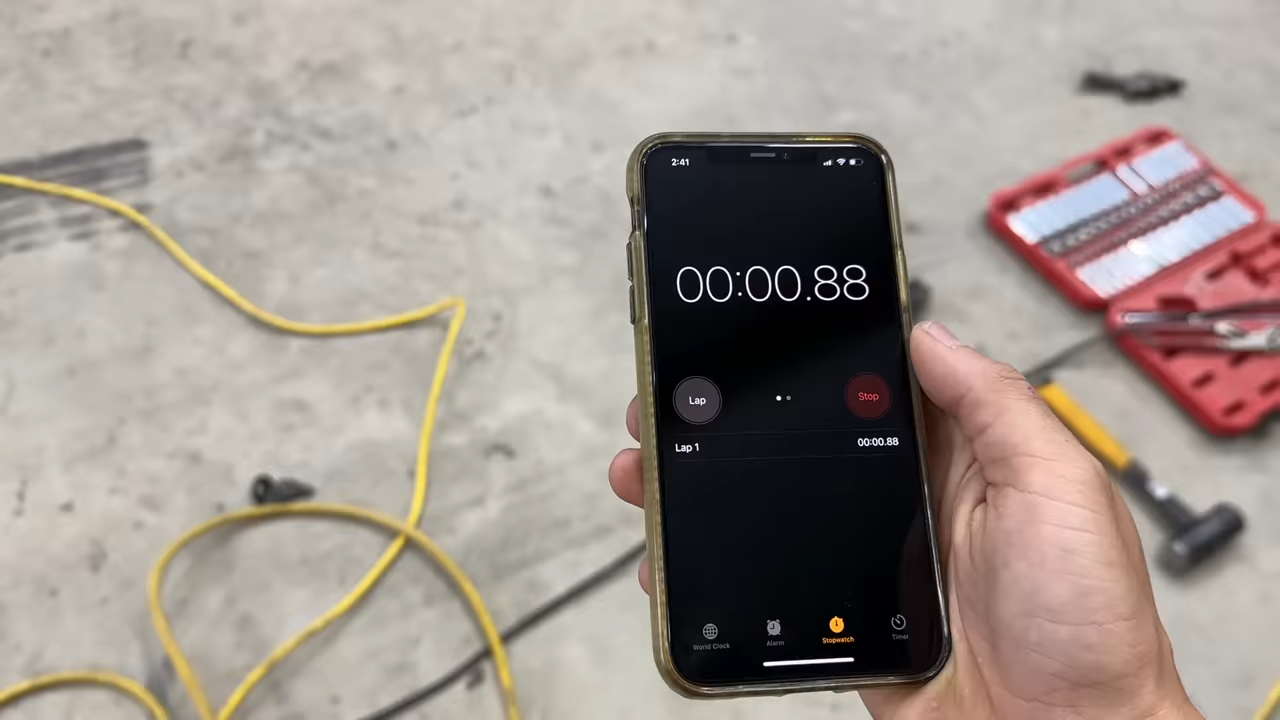 2:41
00:00.88
Lap
Stop
Lap 1 00:00.88
World Clock Alarm Stopwatch Timer